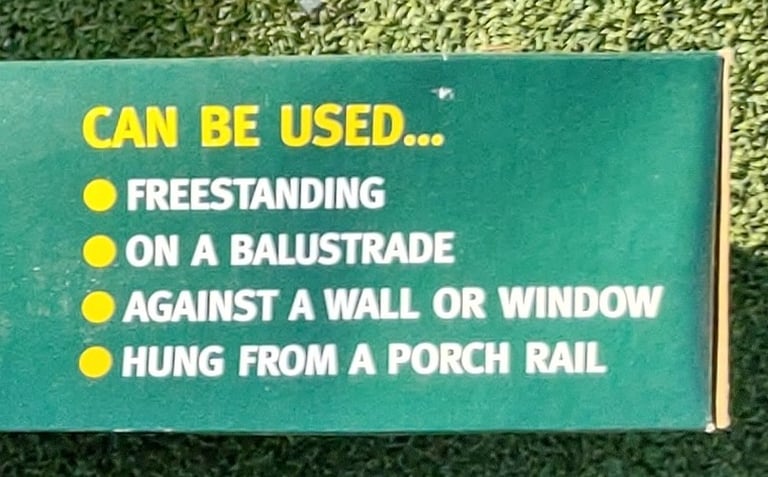 CAN BE USED...
FREESTANDING
ON A BALUSTRADE
AGAINST A WALL OR WINDOW
HUNG FROM A PORCH RAIL